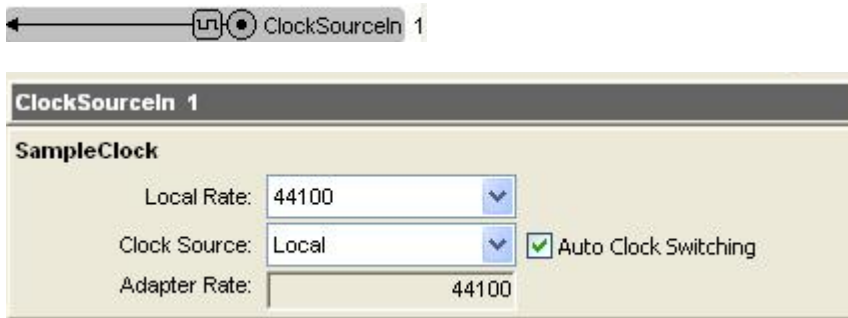 ClockSourceIn 1
ClockSourceIn 1
SampleClock
Local Rate: 44100
Clock Source: Local Auto Clock Switching
Adapter Rate: 44100